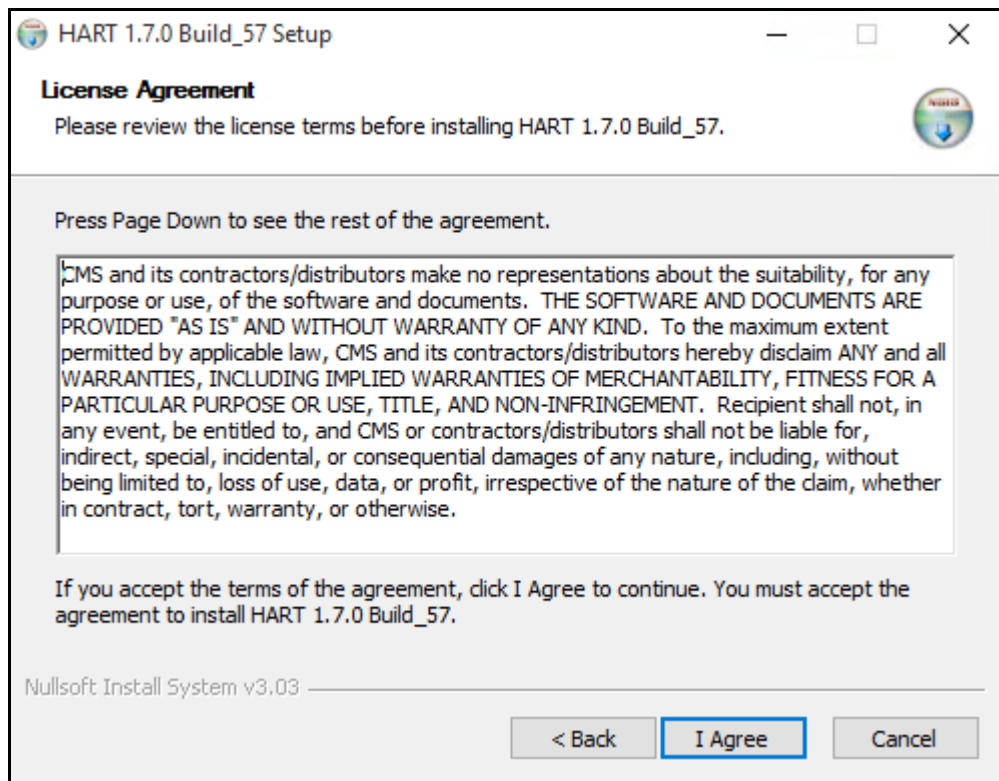 HART 1.7.0 Build_57 Setup
License Agreement
Please review the license terms before installing HART 1.7.0 Build_57.
Press Page Down to see the rest of the agreement.
CMS and its contractors/distributors make no representations about the suitability, for any
purpose or use, of the software and documents.  THE SOFTWARE AND DOCUMENTS ARE
PROVIDED "AS IS" AND WITHOUT WARRANTY OF ANY KIND.  To the maximum extent
permitted by applicable law, CMS and its contractors/distributors hereby disclaim ANY and all
WARRANTIES, INCLUDING IMPLIED WARRANTIES OF MERCHANTABILITY, FITNESS FOR A
PARTICULAR PURPOSE OR USE, TITLE, AND NON-INFRINGEMENT.  Recipient shall not, in
any event, be entitled to, and CMS or contractors/distributors shall not be liable for,
indirect, special, incidental, or consequential damages of any nature, including, without
being limited to, loss of use, data, or profit, irrespective of the nature of the claim, whether
in contract, tort, warranty, or otherwise.
If you accept the terms of the agreement, click I Agree to continue. You must accept the
agreement to install HART 1.7.0 Build_57.
Nullsoft Install System v3.03
< Back
I Agree
Cancel